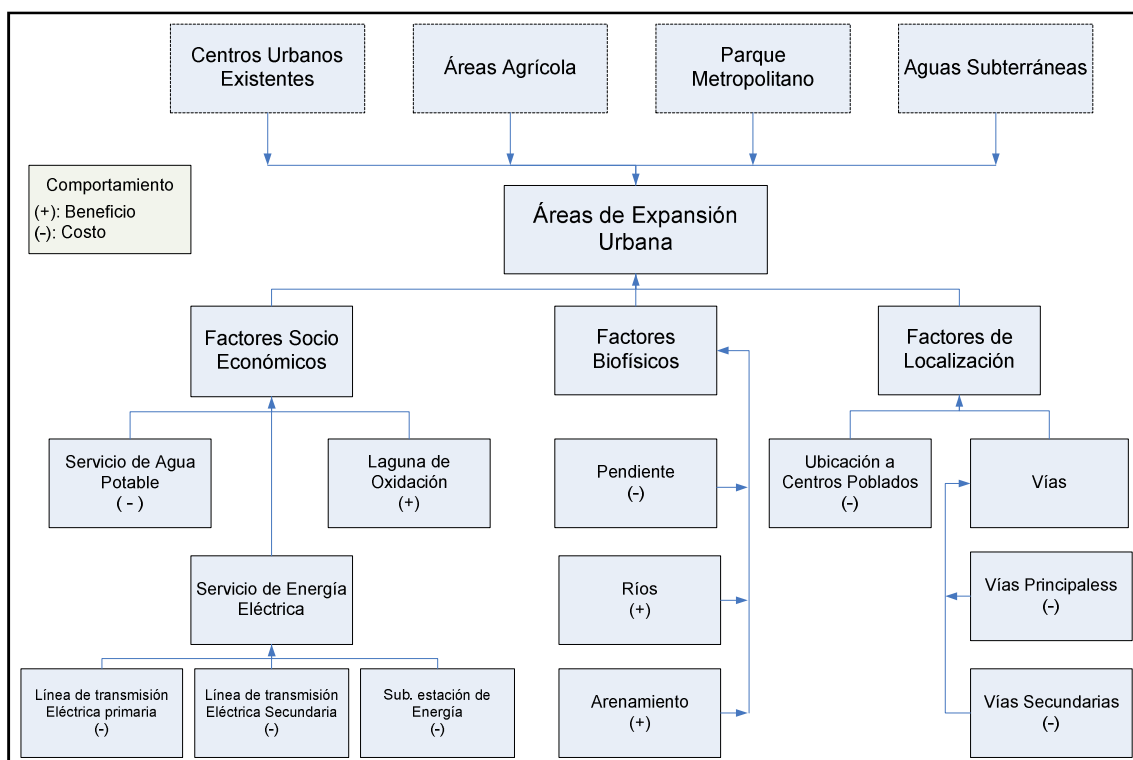 Centros Urbanos
Existentes
Áreas Agrícola
Parque
Metropolitano
Aguas Subterráneas
Comportamiento
(+): Beneficio
(-): Costo
Áreas de Expansión
Urbana
Factores Socio
Económicos
Factores
Biofísicos
Factores de
Localización
Servicio de Agua
Potable
( - )
Laguna de
Oxidación
(+)
Pendiente
(-)
Ubicación a
Centros Poblados
(-)
Vías
Servicio de Energía
Eléctrica
Ríos
(+)
Vías Principaless
(-)
Línea de transmisión
Eléctrica primaria
(-)
Línea de transmisión
Eléctrica Secundaria
(-)
Sub. estación de
Energía
(-)
Arenamiento
(+)
Vías Secundarias
(-)